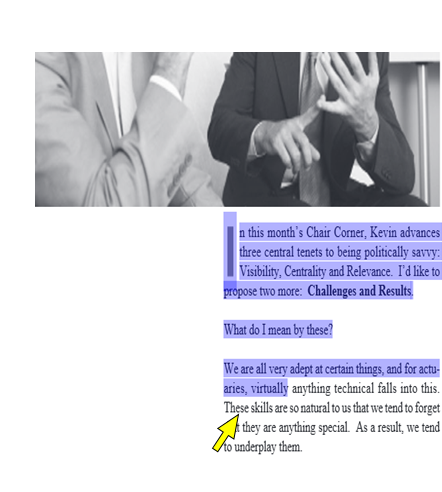 In this month's Chair Corner, Kevin advances
three central tenets to being politically savvy:
Visibility, Centrality and Relevance. I'd like to
propose two more: Challenges and Results.
What do I mean by these?
We are all very adept at certain things, and for actu-
aries, virtually anything technical falls into this.
These skills are so natural to us that we tend to forget
they are anything special. As a result, we tend
to underplay them.